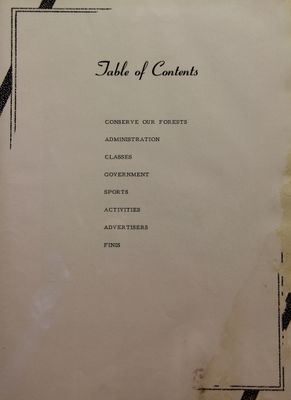 Table of Contents
CONSERVE OUR FORESTS
ADMINISTRATION
CLASSES
GOVERNMENT
SPORTS
ACTIVITIES
ADVERTISERS
FINIS